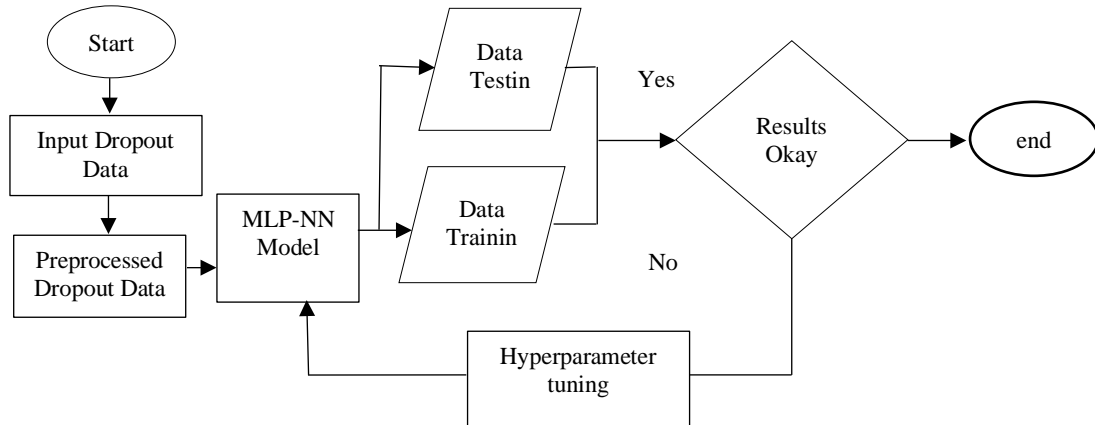 Start
Input Dropout
Data
Preprocessed
Dropout Data
MLP-NN
Model
Data
Testin
Data
Trainin
Yes
No
Results
Okay
end
Hyperparameter
tuning